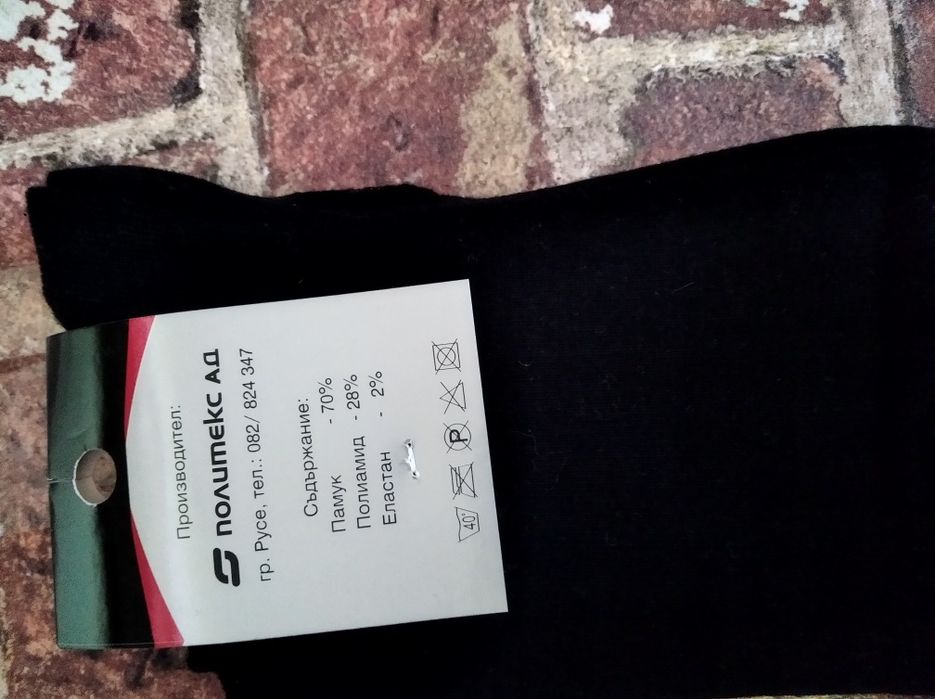 Производител:
ПОЛИТЕКС АД
гр. Русе, тел.: 082/ 824 347
Съдържание:
Памук - 70%
Полиамид - 28%
Еластан - 2%
40° P